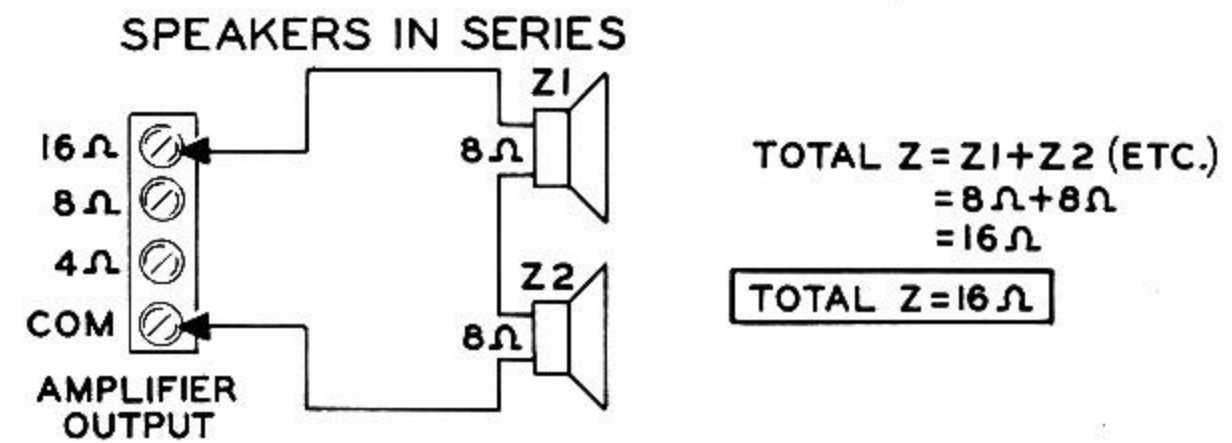 SPEAKERS IN SERIES
Z1
16Ω
8Ω
8Ω
4Ω
COM
Z2
8Ω
AMPLIFIER
OUTPUT
TOTAL Z = Z1+Z2 (ETC.)
= 8Ω+8Ω
= 16Ω
TOTAL Z=16Ω